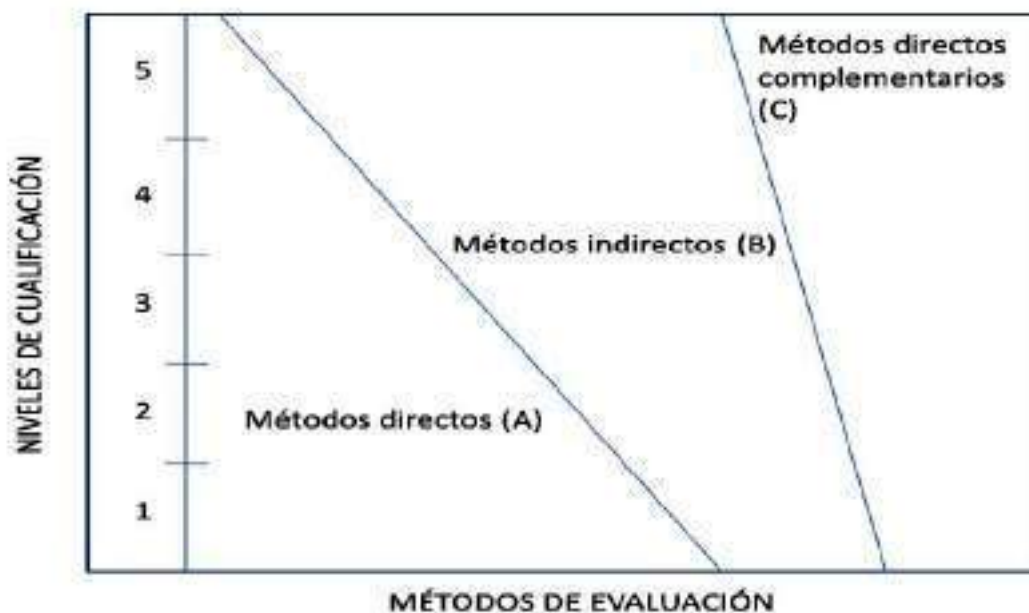 Métodos directos
complementarios
(C)
5
4
Métodos indirectos (B)
3
2
Métodos directos (A)
1
NIVELES DE CUALIFICACIÓN
MÉTODOS DE EVALUACIÓN